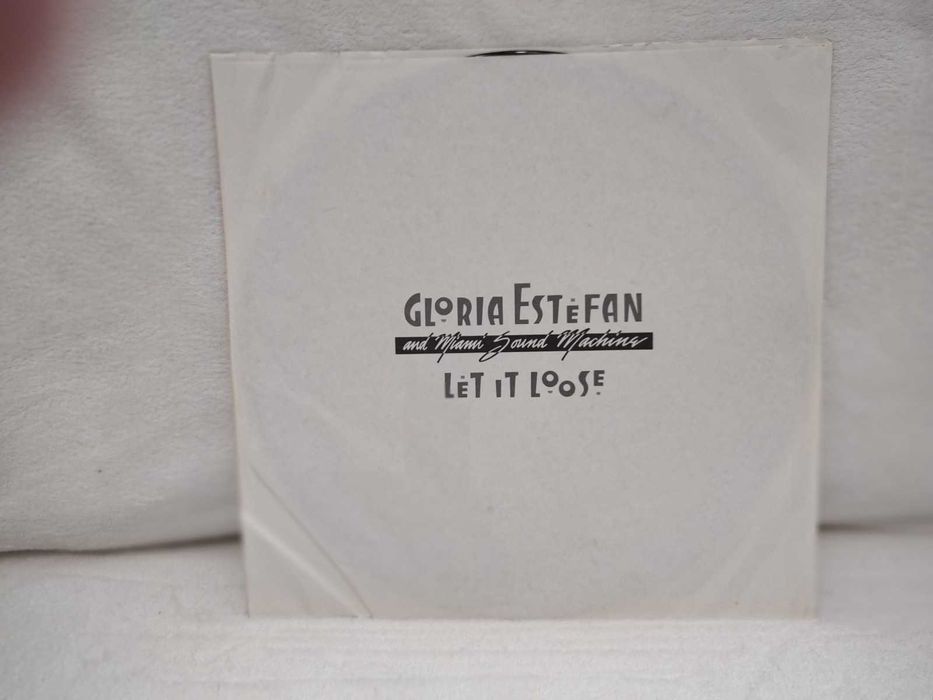 GLORIA ESTEFAN
and Miami Sound Machine
LET IT LOOSE